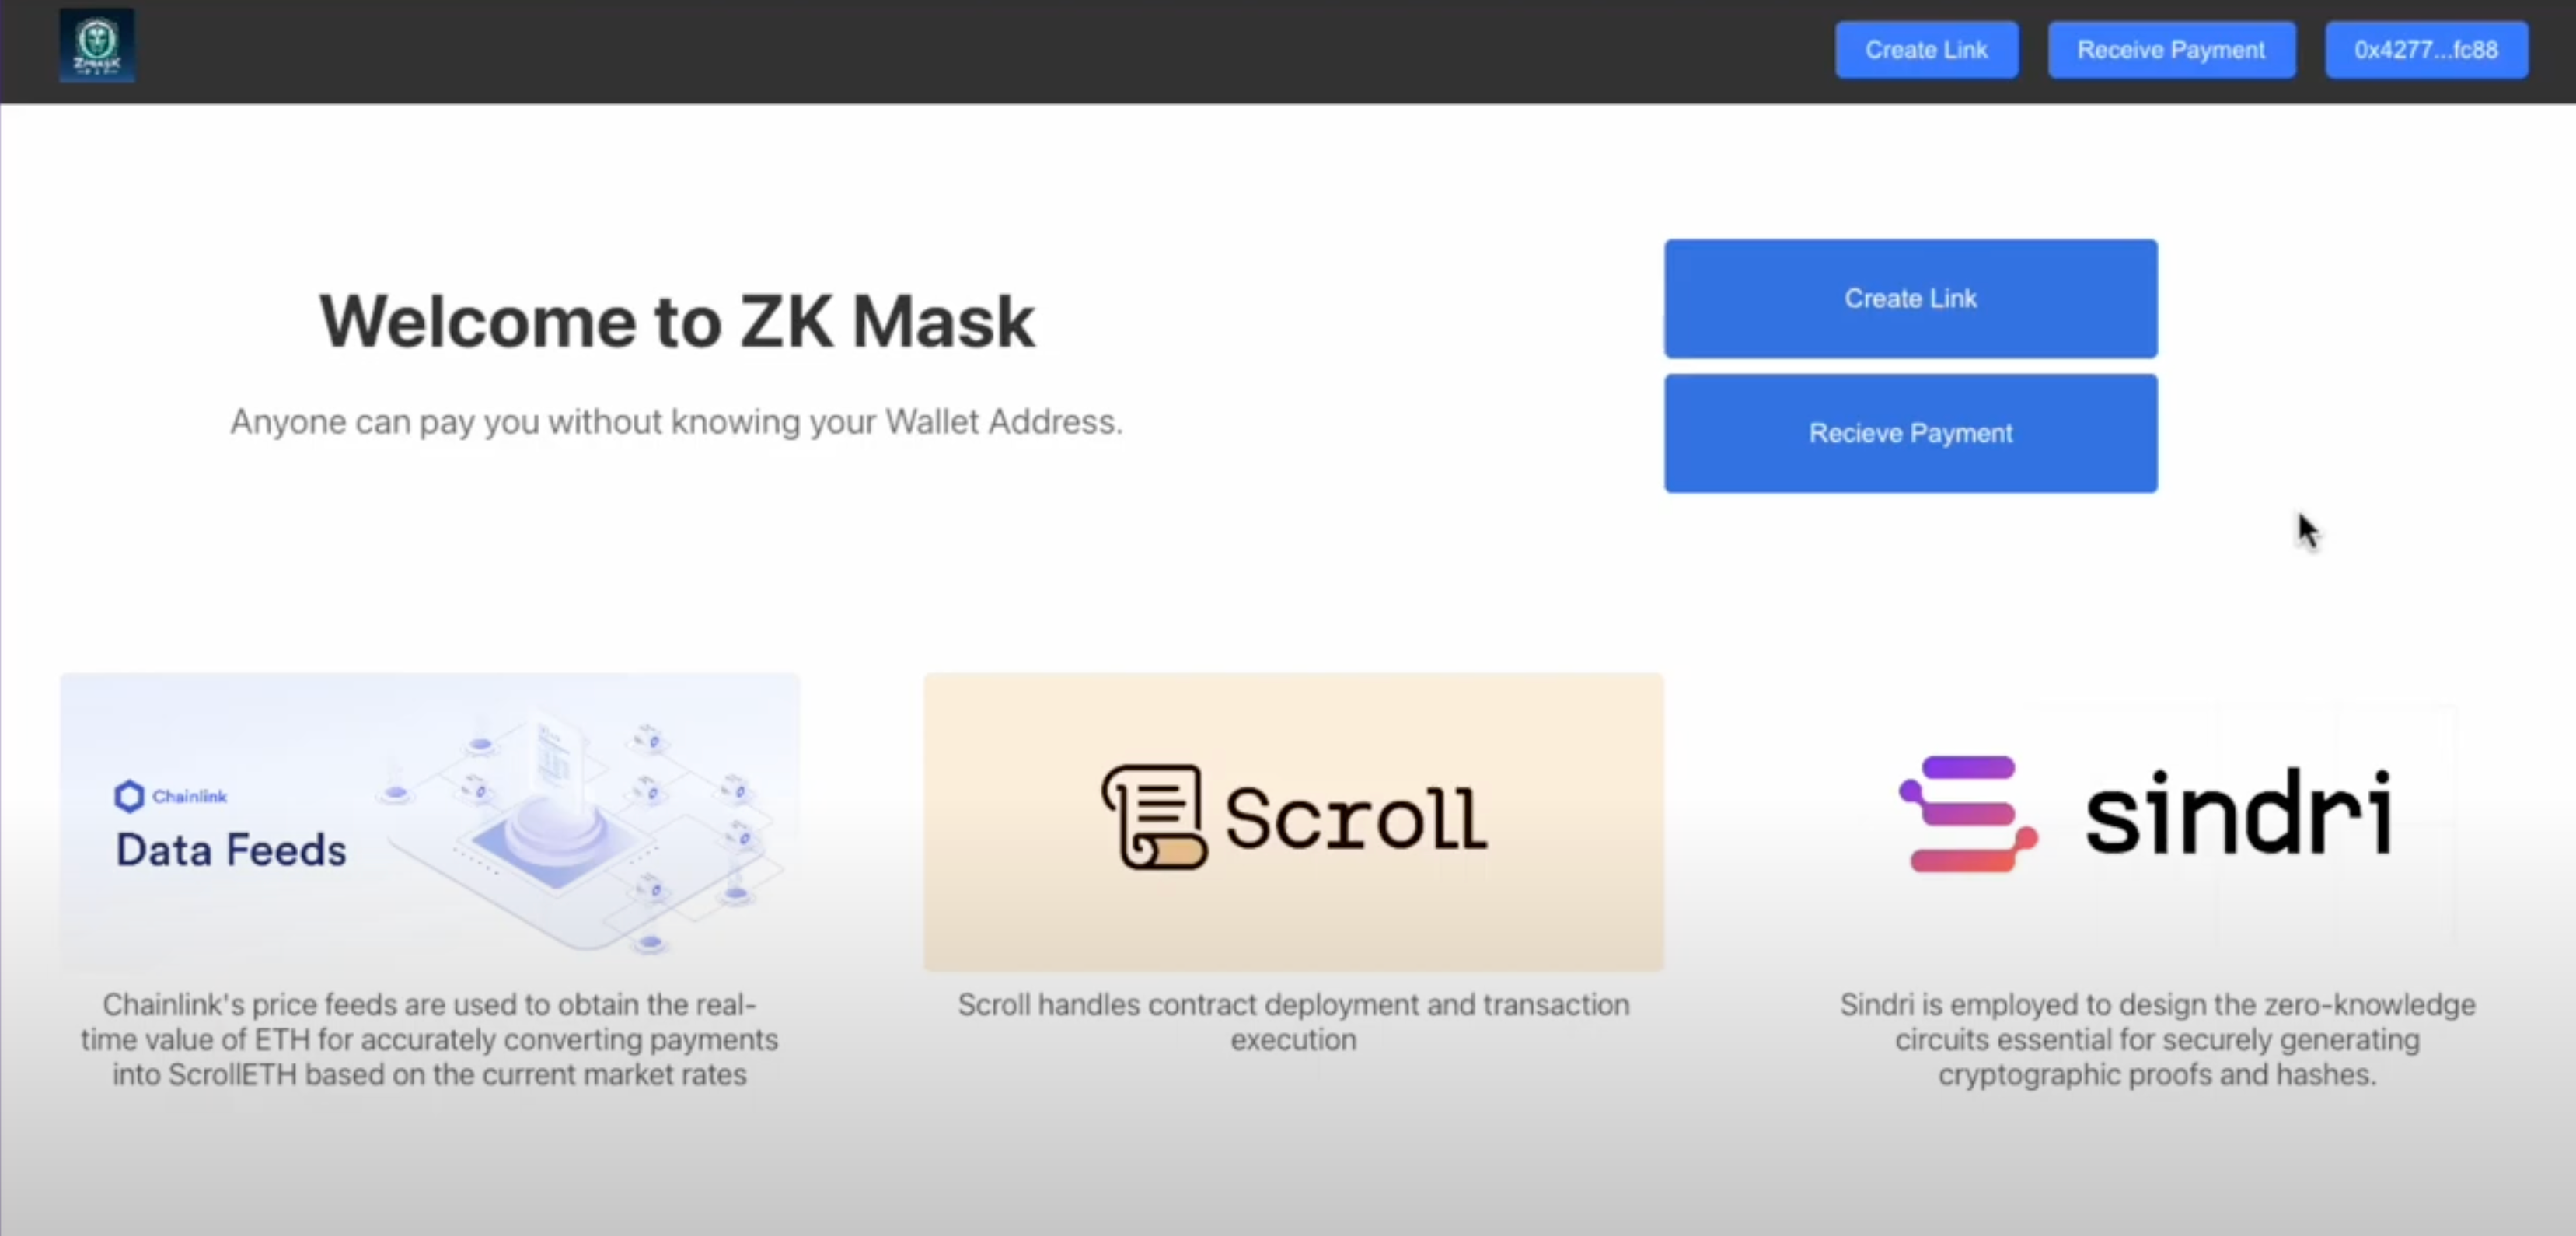 ZMASK
Create Link
Receive Payment
0x4277...fc88
Welcome to ZK Mask
Anyone can pay you without knowing your Wallet Address.
Create Link
Recieve Payment
Chainlink
Data Feeds
Chainlink's price feeds are used to obtain the real-
time value of ETH for accurately converting payments
into ScrollETH based on the current market rates
Scroll
Scroll handles contract deployment and transaction
execution
sindri
Sindri is employed to design the zero-knowledge
circuits essential for securely generating
cryptographic proofs and hashes.